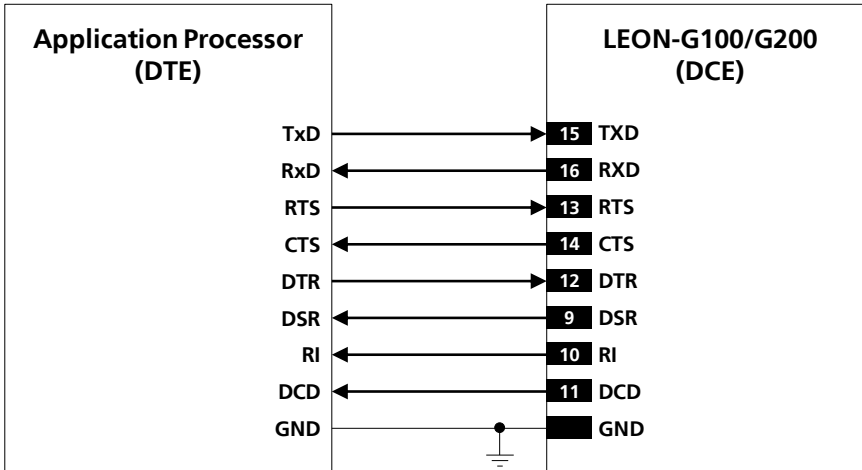 Application Processor
(DTE)
LEON-G100/G200
(DCE)
TxD 15 TXD
RxD 16 RXD
RTS 13 RTS
CTS 14 CTS
DTR 12 DTR
DSR 9 DSR
RI 10 RI
DCD 11 DCD
GND GND